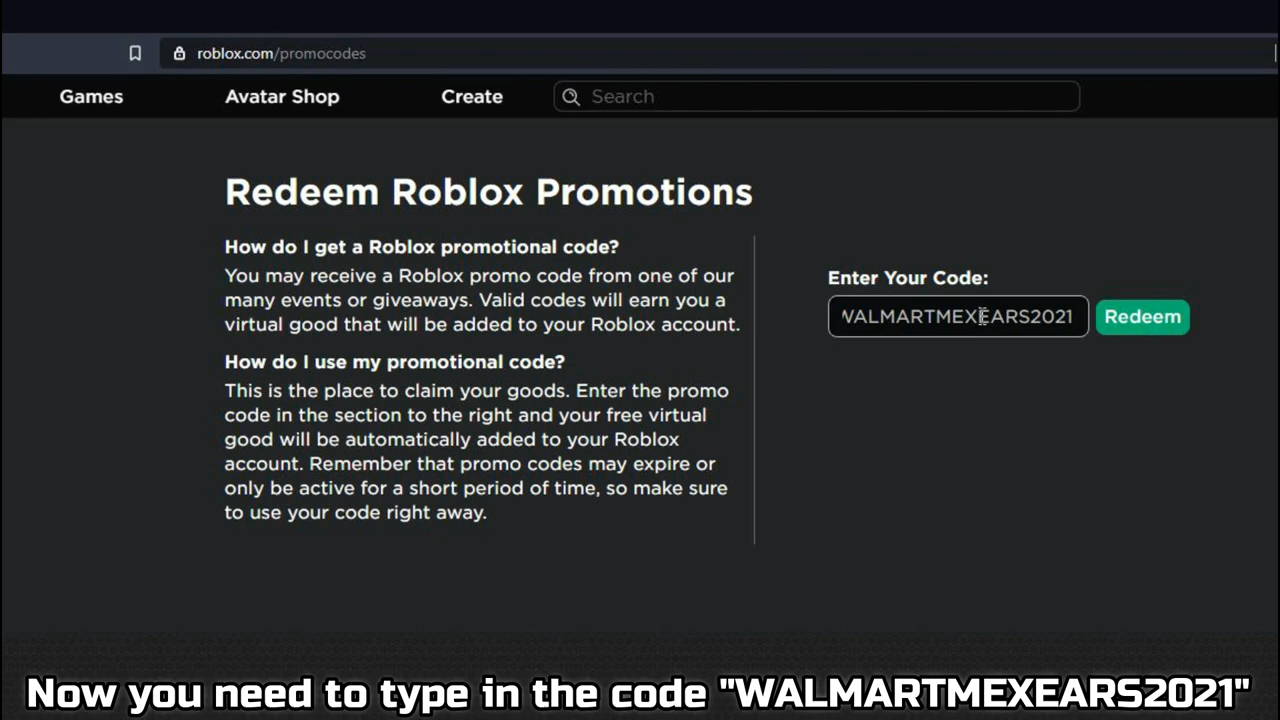 roblox.com/promocodes
Games Avatar Shop Create Search
Redeem Roblox Promotions
How do I get a Roblox promotional code?
You may receive a Roblox promo code from one of our
many events or giveaways. Valid codes will earn you a
virtual good that will be added to your Roblox account.
How do I use my promotional code?
This is the place to claim your goods. Enter the promo
code in the section to the right and your free virtual
good will be automatically added to your Roblox
account. Remember that promo codes may expire or
only be active for a short period of time, so make sure
to use your code right away.
Enter Your Code:
WALMARTMEXEARS2021 Redeem
Now you need to type in the code "WALMARTMEXEARS2021"